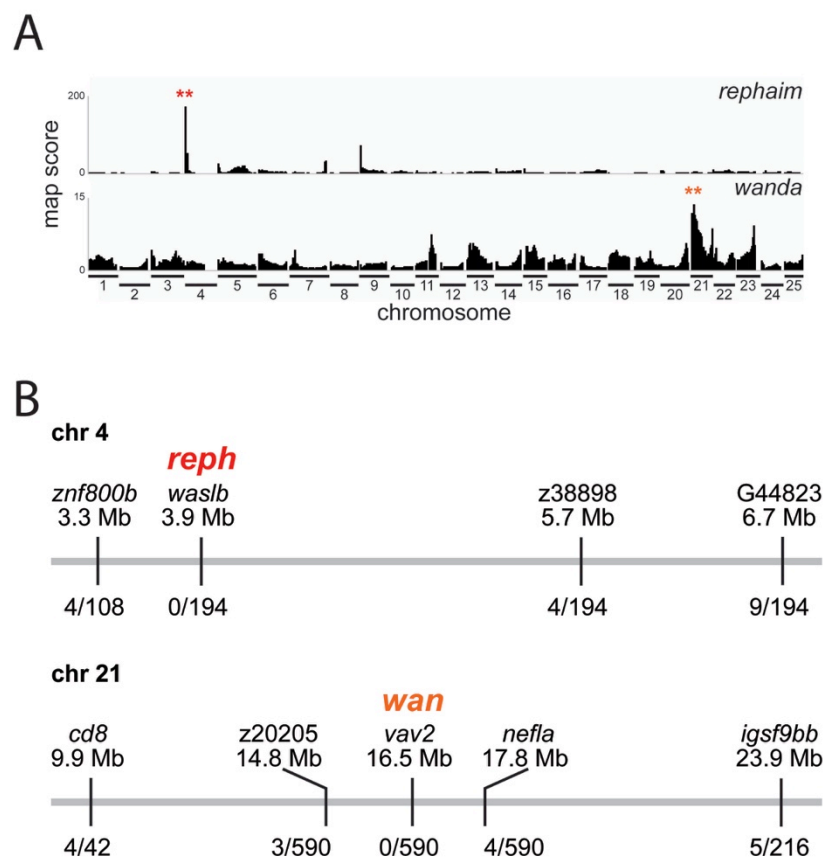 A
200
**
rephaim
0
map score
15
**
wanda
0
1 2 3 4 5 6 7 8 9 10 11 12 13 14 15 16 17 18 19 20 21 22 23 24 25
chromosome
B
chr 4
reph
znf800b waslb z38898 G44823
3.3 Mb 3.9 Mb 5.7 Mb 6.7 Mb
4/108 0/194 4/194 9/194
chr 21
wan
cd8 z20205 vav2 nefla igsf9bb
9.9 Mb 14.8 Mb 16.5 Mb 17.8 Mb 23.9 Mb
4/42 3/590 0/590 4/590 5/216